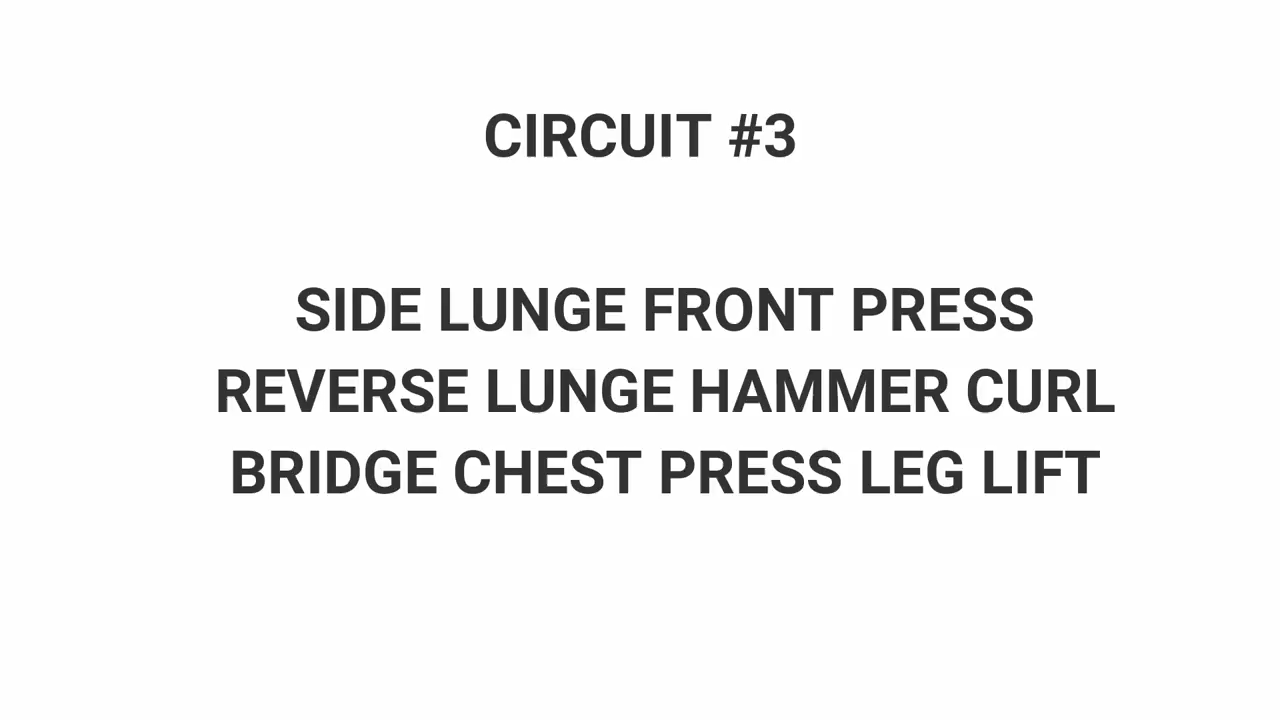 CIRCUIT #3
SIDE LUNGE FRONT PRESS
REVERSE LUNGE HAMMER CURL
BRIDGE CHEST PRESS LEG LIFT